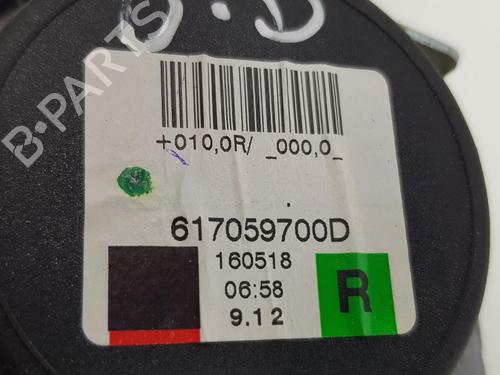 D.D
B-PARTS
+010,0R/ _000,0_
617059700D
160518
06:58
9.12
R